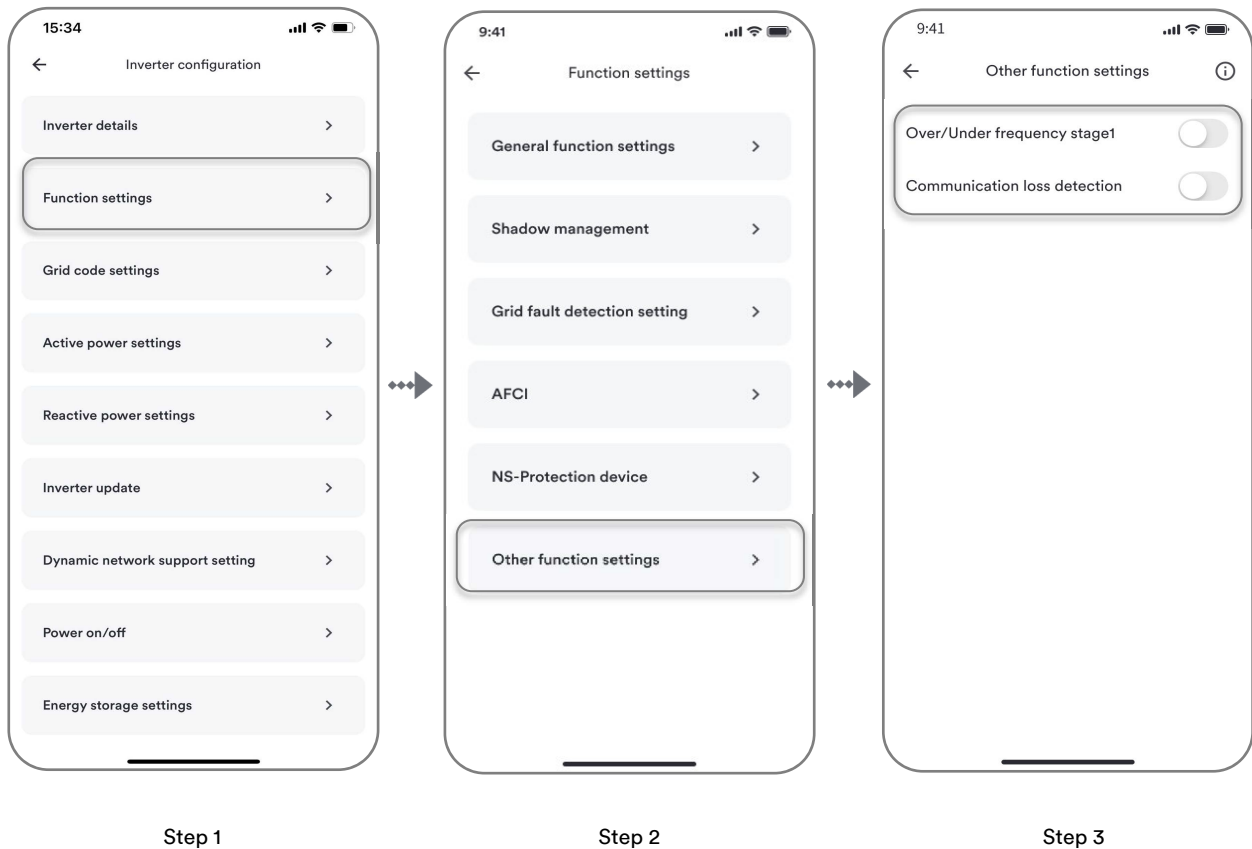 15:34
Inverter configuration
Inverter details
Function settings
Grid code settings
Active power settings
Reactive power settings
Inverter update
Dynamic network support setting
Power on/off
Energy storage settings
Step 1
9:41
Function settings
General function settings
Shadow management
Grid fault detection setting
AFCI
NS-Protection device
Other function settings
Step 2
9:41
Other function settings
Over/Under frequency stage1
Communication loss detection
Step 3